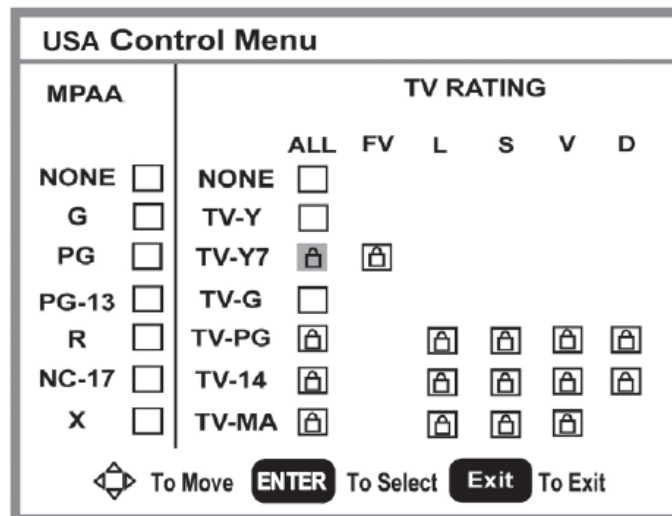 USA Control Menu
MPAA TV RATING
ALL FV L S V D
NONE NONE
G TV-Y
PG TV-Y7
PG-13 TV-G
R TV-PG
NC-17 TV-14
X TV-MA
To Move ENTER To Select Exit To Exit